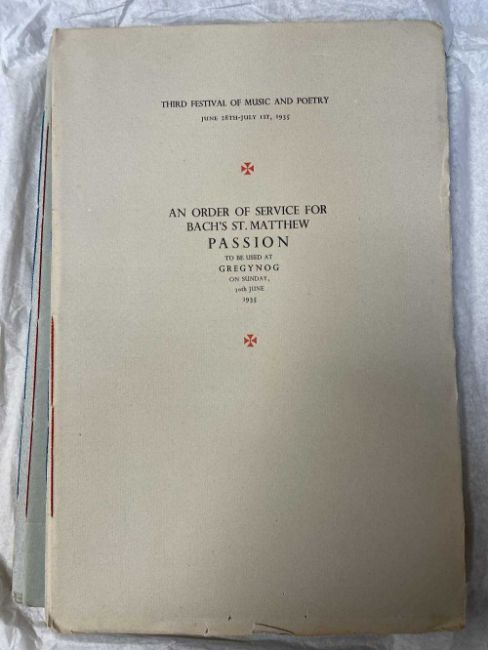 THIRD FESTIVAL OF MUSIC AND POETRY
JUNE 28TH-JULY 1ST, 1935
AN ORDER OF SERVICE FOR
BACH'S ST. MATTHEW
PASSION
TO BE USED AT
GREGYNOG
ON SUNDAY,
30th JUNE
1935